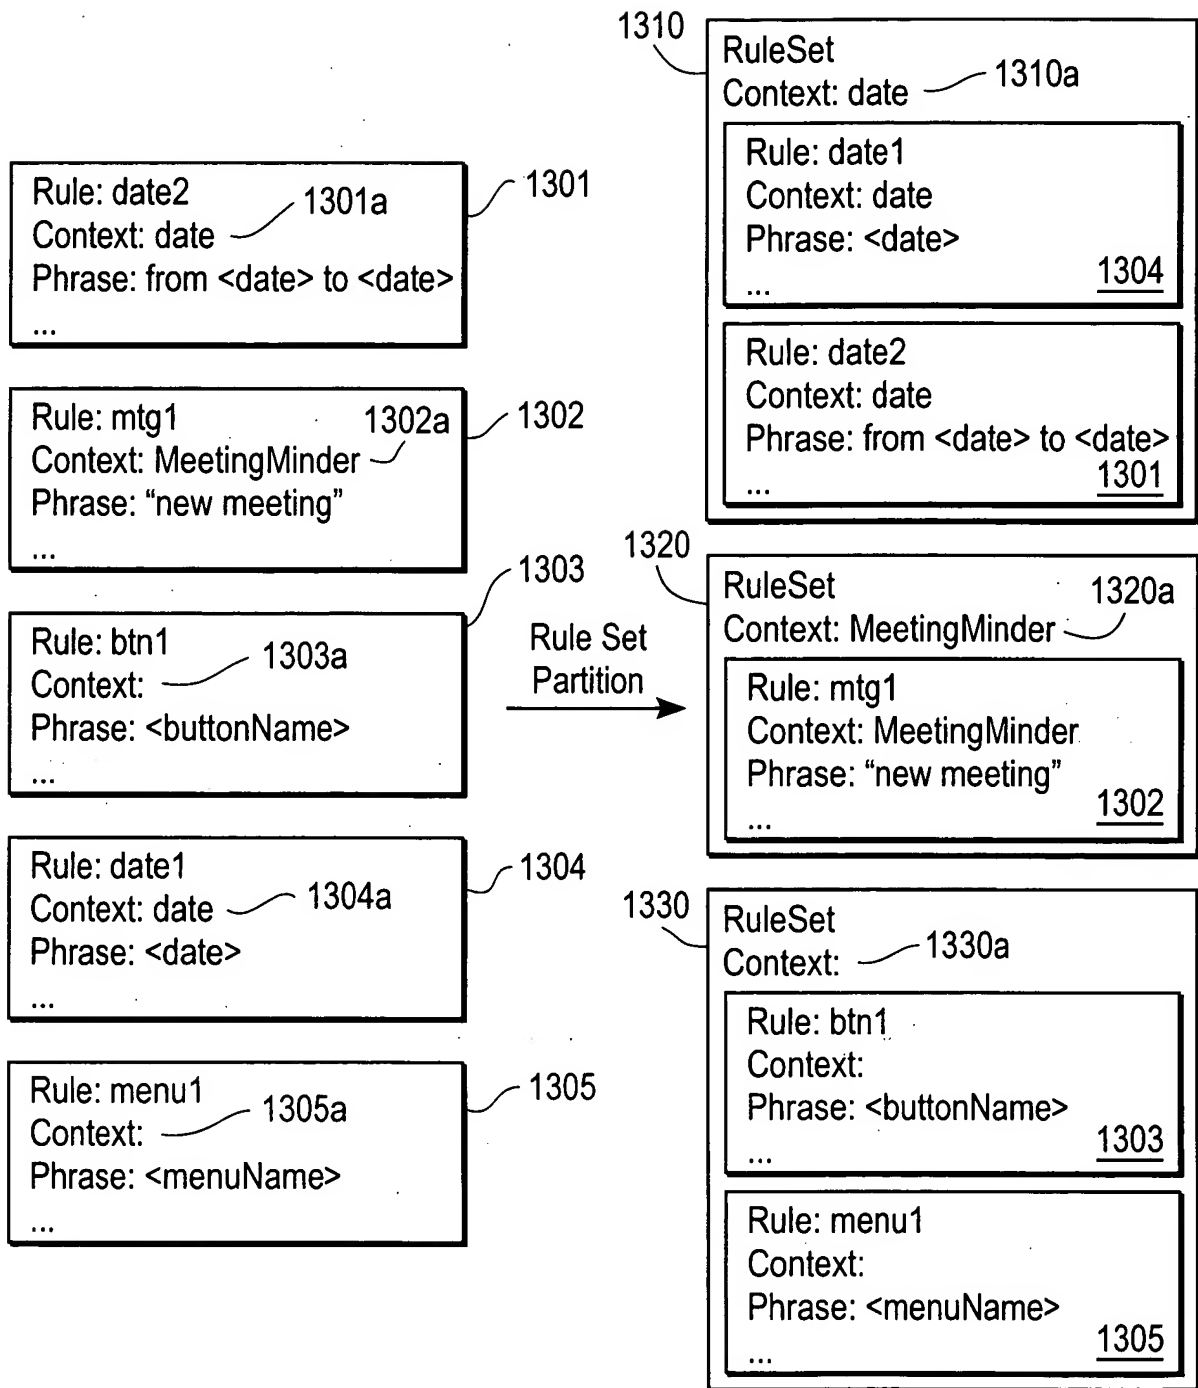 Rule: date2
1301a
1301
Context: date
Phrase: from <date> to <date>
...
Rule: mtg1
1302a
1302
Context: MeetingMinder
Phrase: “new meeting”
...
1303
Rule: btn1
1303a
Context:
Phrase: <buttonName>
...
Rule: date1
1304
Context: date
1304a
Phrase: <date>
...
Rule: menu1
1305
1305a
Context:
Phrase: <menuName>
...
Rule Set
Partition
1310
RuleSet
1310a
Context: date
Rule: date1
Context: date
Phrase: <date>
1304
...
Rule: date2
Context: date
Phrase: from <date> to <date>
1301
...
1320
RuleSet
1320a
Context: MeetingMinder
Rule: mtg1
Context: MeetingMinder
Phrase: “new meeting”
1302
...
1330
RuleSet
1330a
Context:
Rule: btn1
Context:
Phrase: <buttonName>
1303
...
Rule: menu1
Context:
Phrase: <menuName>
1305
...